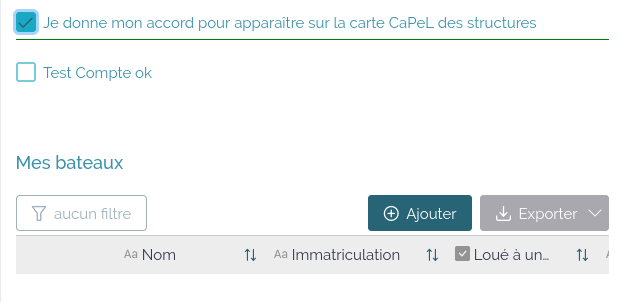 Je donne mon accord pour apparaître sur la carte CaPeL des structures
Test Compte ok
Mes bateaux
aucun filtre Ajouter Exporter
Aa Nom Aa Immatriculation Loué à un...